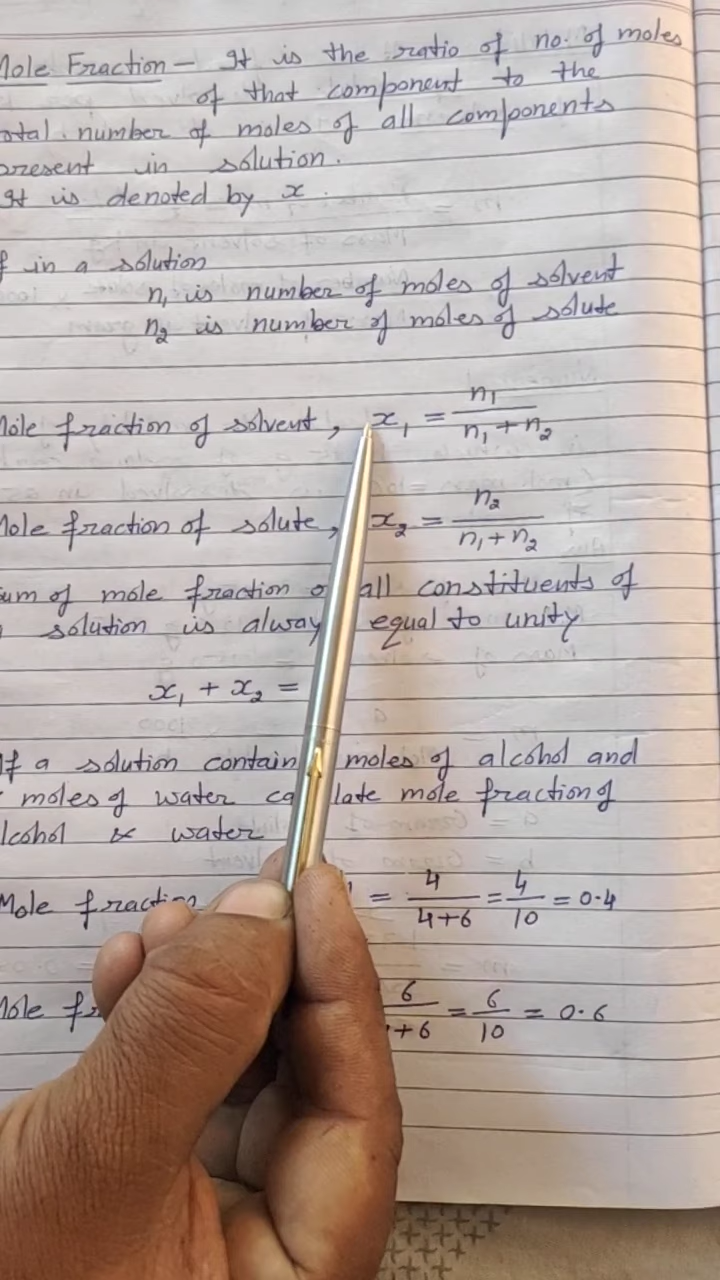 Mole Fraction – It is the ratio of no. of moles
of that component to the
total number of moles of all components
present in solution.
It is denoted by x.
in a solution
n₁ is number of moles of solvent
n₂ is number of moles of solute
Mole fraction of solvent, x₁ = n₁ / (n₁ + n₂)
Mole fraction of solute, x₂ = n₂ / (n₁ + n₂)
sum of mole fraction all constituents of
solution is equal to unity
x₁ + x₂ =
If a solution contain moles of alcohol and
moles of water mole fraction of
alcohol & water
Mole fraction = 4 / (4+6) = 4/10 = 0.4
Mole 6 / +6 = 6/10 = 0.6